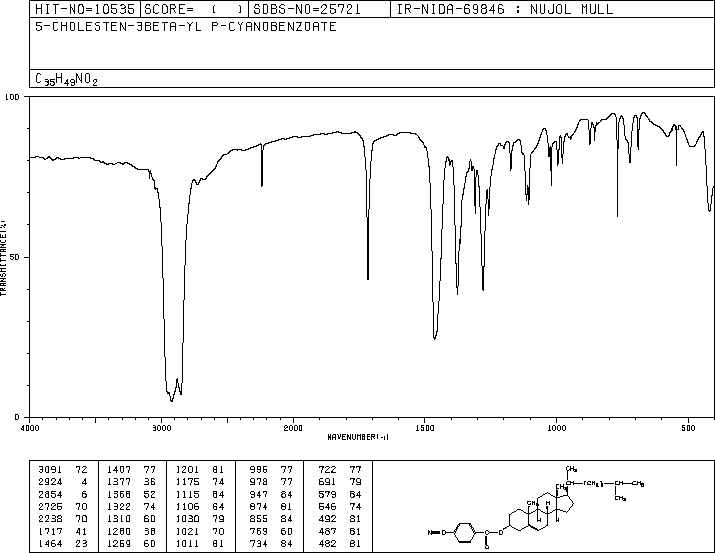 HIT-NO=10535 SCORE= ( ) SDBS-NO=25721 IR-NIDA-69846 : NUJOL MULL
5-CHOLESTEN-3BETA-YL P-CYANOBENZOATE
C35H49NO2
100
50
0
TRANSMITTANCE(%)
4000 3000 2000 1500 1000 500
WAVENUMBER(-1)
3091 72 1407 77 1201 81 996 77 722 77
2924 4 1377 36 1175 74 978 77 691 79
2854 6 1368 52 1115 64 947 84 579 84
2725 70 1322 74 1106 64 874 81 546 74
2238 70 1310 60 1030 79 855 84 492 81
1717 41 1280 38 1021 70 769 60 487 81
1464 23 1259 60 1011 81 734 84 482 81